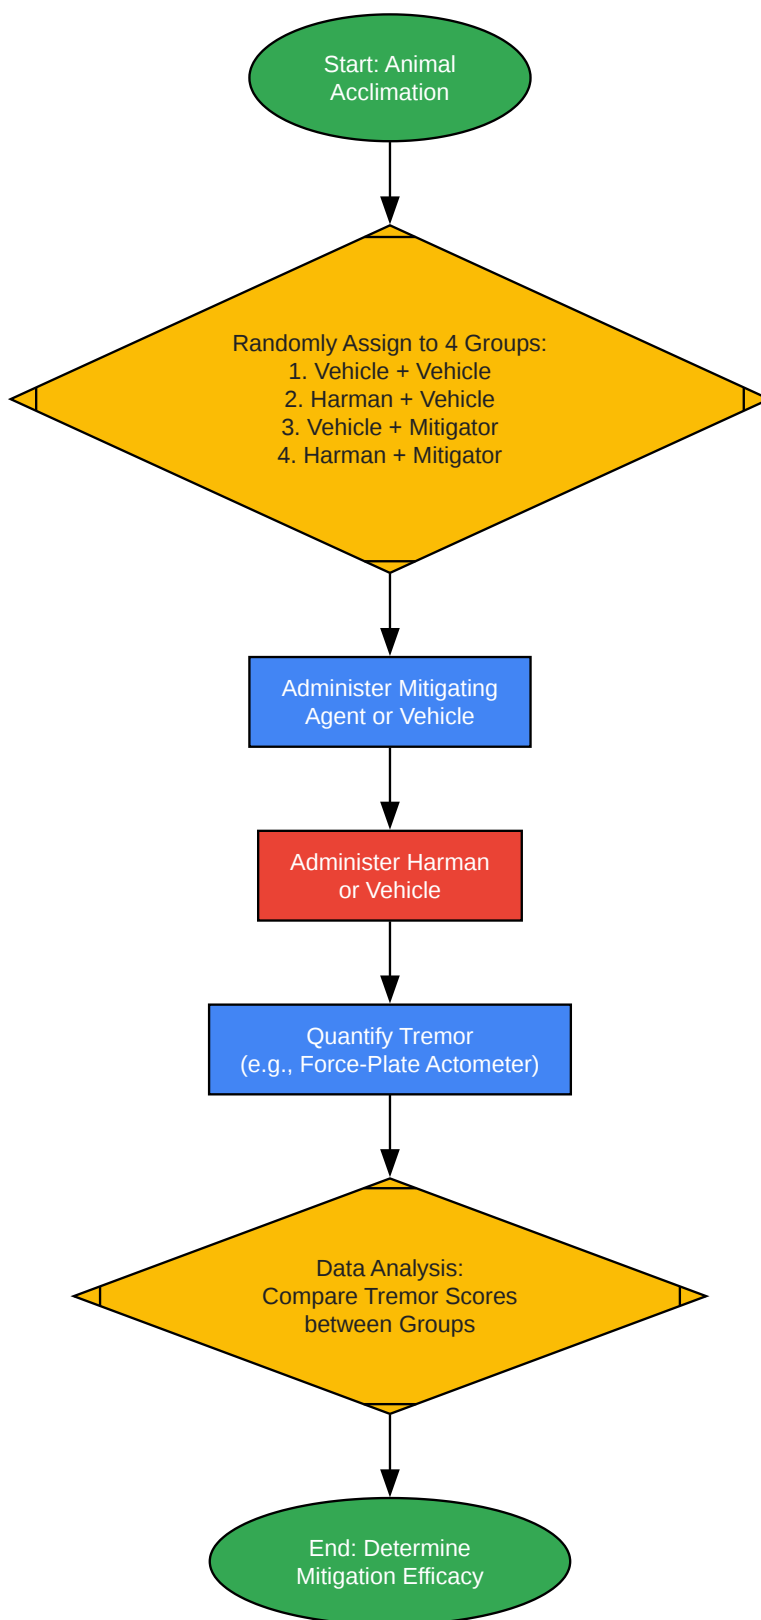 Start: Animal
Acclimation
Randomly Assign to 4 Groups:
1. Vehicle + Vehicle
2. Harman + Vehicle
3. Vehicle + Mitigator
4. Harman + Mitigator
Administer Mitigating
Agent or Vehicle
Administer Harman
or Vehicle
Quantify Tremor
(e.g., Force-Plate Actometer)
Data Analysis:
Compare Tremor Scores
between Groups
End: Determine
Mitigation Efficacy